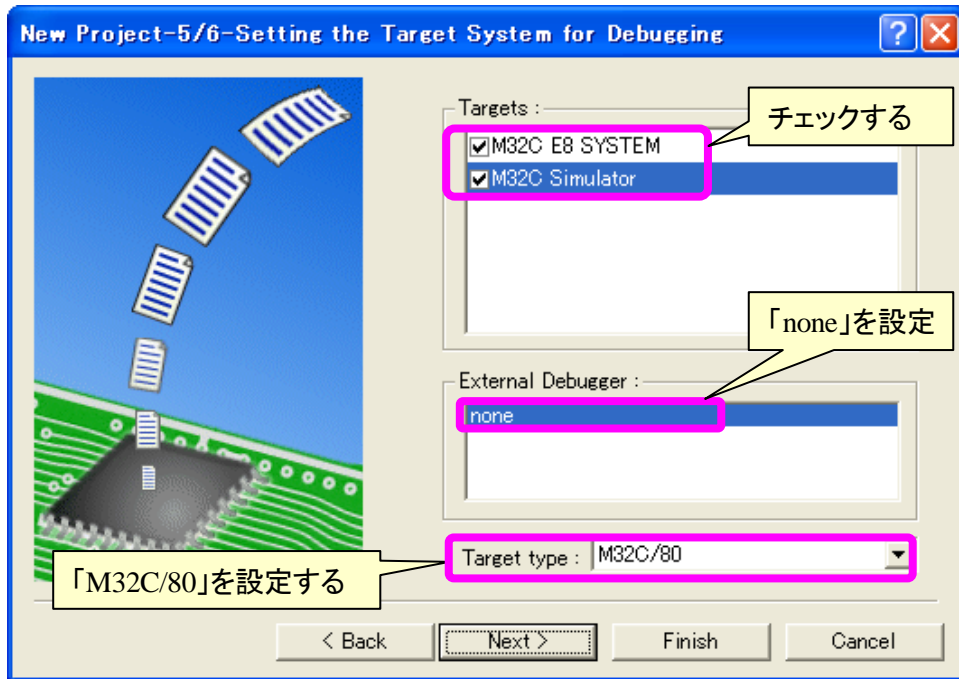 New Project-5/6-Setting the Target System for Debugging
Targets :
チェックする
M32C E8 SYSTEM
M32C Simulator
「none」を設定
External Debugger :
none
Target type :
M32C/80
「M32C/80」を設定する
< Back
Next >
Finish
Cancel